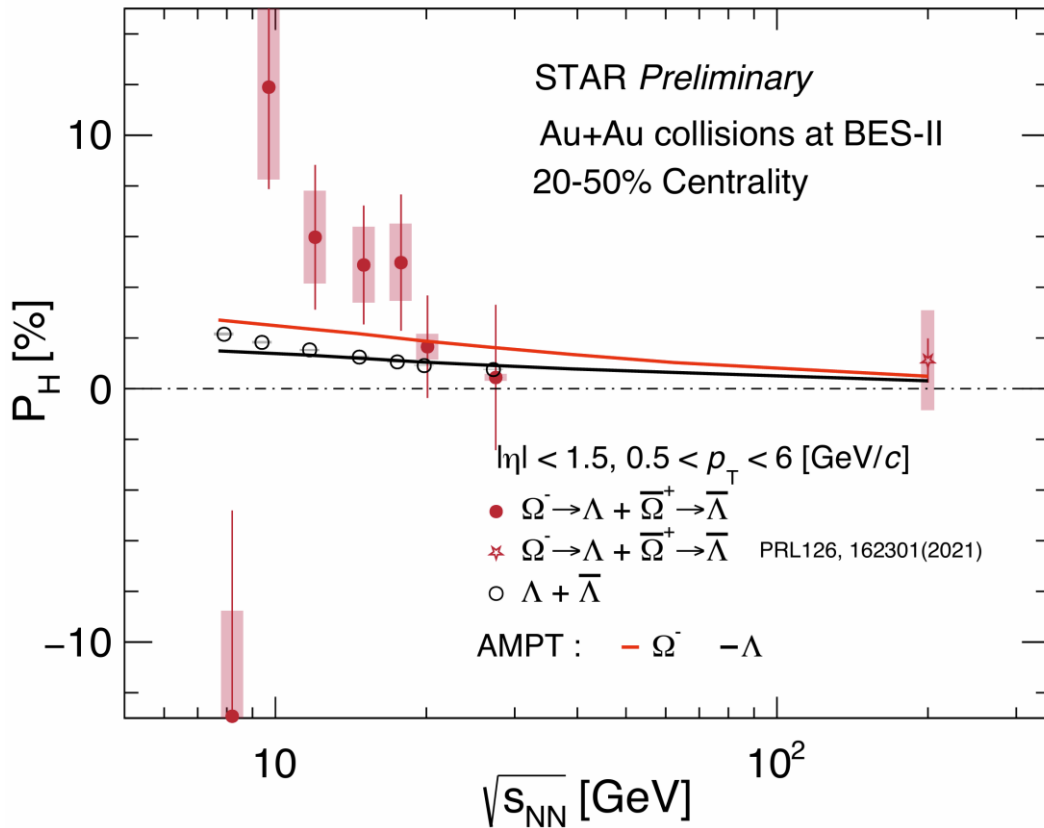 STAR Preliminary
Au+Au collisions at BES-II
20-50% Centrality
10
0
−10
P_H [%]
|η| < 1.5, 0.5 < p_T < 6 [GeV/c]
Ω⁻→Λ + Ω̅⁺→Λ̅
Ω⁻→Λ + Ω̅⁺→Λ̅ PRL126, 162301(2021)
Λ + Λ̅
AMPT : Ω⁻ Λ
10 10²
√s_NN [GeV]